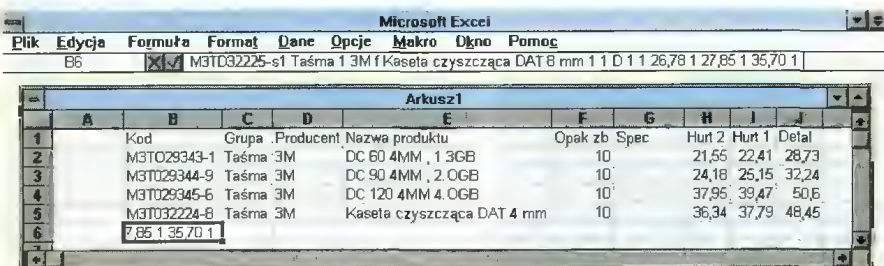 Microsoft Excel
Plik Edycja Formuła Format Dane Opcje Makro Okno Pomoc
B6 M3TD32225-s1 Taśma 1 3M f Kaseta czyszcząca DAT 8 mm 1 1 D 1 1 26,78 1 27,85 1 35,70 1
Arkusz1
A B C D E F G H I J
1 Kod Grupa Producent Nazwa produktu Opak zb Spec Hurt 2 Hurt 1 Detal
2 M3TO29343-1 Taśma 3M DC 60 4MM , 1 3GB 10 21,55 22,41 28,73
3 M3T029344-9 Taśma 3M DC 90 4MM , 2.OGB 10 24,18 25,15 32,24
4 M3T029345-6 Taśma 3M DC 120 4MM 4.OGB 10 37,95 39,47 50,6
5 M3T032224-8 Taśma 3M Kaseta czyszcząca DAT 4 mm 10 36,34 37,79 48,45
6 7,85 1 35,70 1